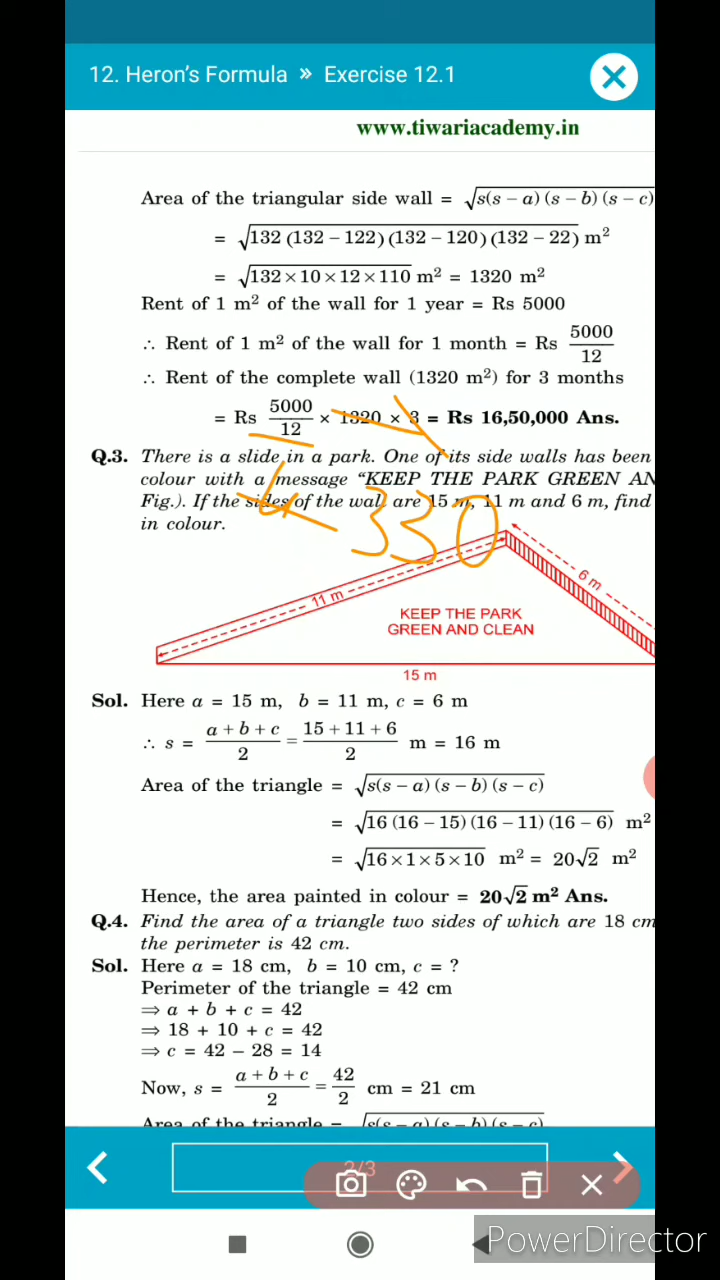 12. Heron's Formula » Exercise 12.1
www.tiwariacademy.in
Area of the triangular side wall = √s(s – a) (s – b) (s – c)
= √132 (132 – 122) (132 – 120) (132 – 22) m²
= √132 × 10 × 12 × 110 m² = 1320 m²
Rent of 1 m² of the wall for 1 year = Rs 5000
∴ Rent of 1 m² of the wall for 1 month = Rs 5000/12
∴ Rent of the complete wall (1320 m²) for 3 months
= Rs 5000/12 × 1320 × 3 = Rs 16,50,000 Ans.
Q.3. There is a slide in a park. One of its side walls has been
colour with a message "KEEP THE PARK GREEN AN
Fig.). If the sides of the wall are 15 m, 11 m and 6 m, find
in colour.
4 330
11 m
6 m
KEEP THE PARK
GREEN AND CLEAN
15 m
Sol. Here a = 15 m, b = 11 m, c = 6 m
∴ s = a + b + c/2 = 15 + 11 + 6/2 m = 16 m
Area of the triangle = √s(s – a) (s – b) (s – c)
= √16 (16 – 15) (16 – 11) (16 – 6) m²
= √16 × 1 × 5 × 10 m² = 20√2 m²
Hence, the area painted in colour = 20√2 m² Ans.
Q.4. Find the area of a triangle two sides of which are 18 cm
the perimeter is 42 cm.
Sol. Here a = 18 cm, b = 10 cm, c = ?
Perimeter of the triangle = 42 cm
⇒ a + b + c = 42
⇒ 18 + 10 + c = 42
⇒ c = 42 – 28 = 14
Now, s = a + b + c/2 = 42/2 cm = 21 cm
Area of the triangle = √s(s – a) (s – b) (s – c)
2/3
PowerDirector